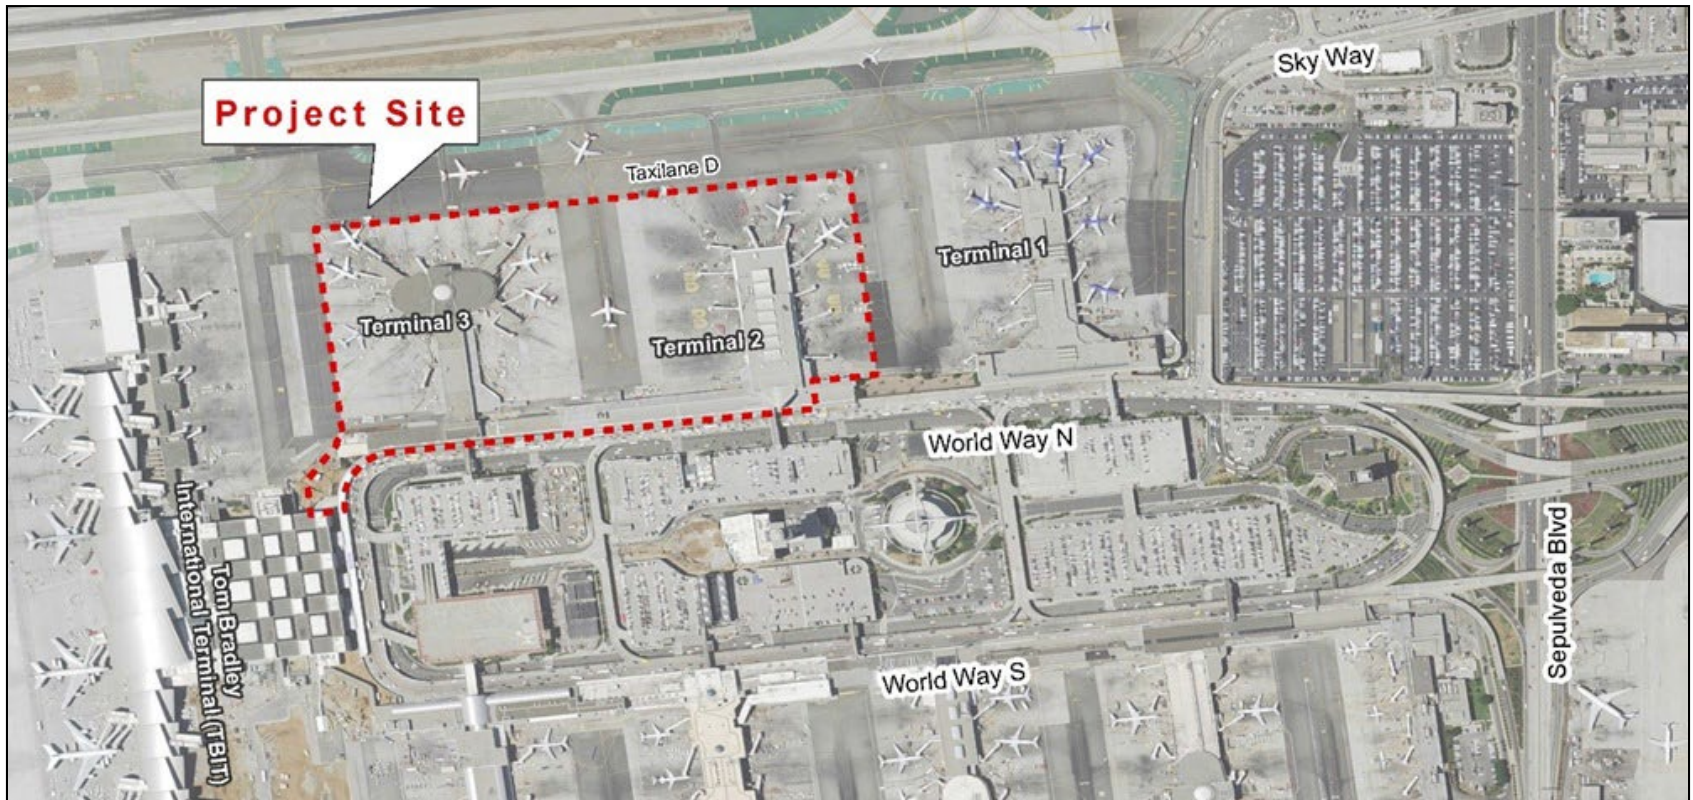 Sky Way
Project Site
Taxilane D
Terminal 1
Terminal 3
Terminal 2
World Way N
Tom Bradley
International Terminal (TBIT)
Sepulveda Blvd
World Way S